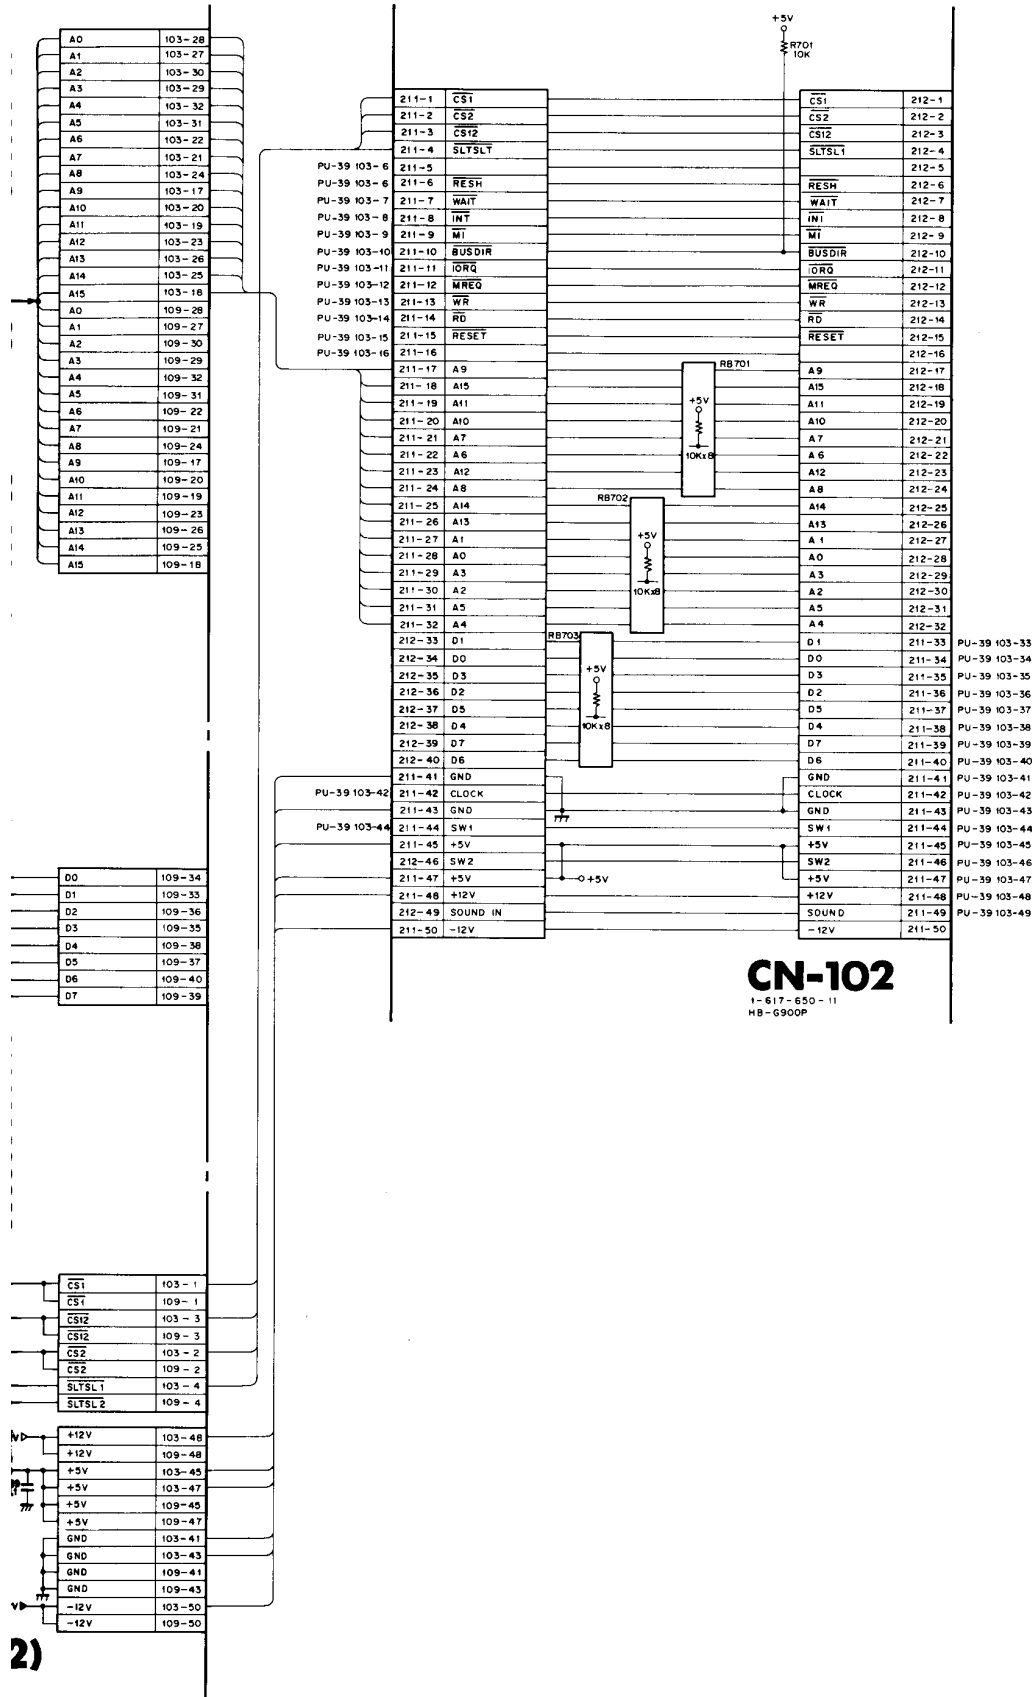 +5V
R701
10K
A0 103-28
A1 103-27
A2 103-30
A3 103-29
A4 103-32
A5 103-31
A6 103-22
A7 103-21
A8 103-24
A9 103-17
A10 103-20
A11 103-19
A12 103-23
A13 103-26
A14 103-25
A15 103-18
A0 109-28
A1 109-27
A2 109-30
A3 109-29
A4 109-32
A5 109-31
A6 109-22
A7 109-21
A8 109-24
A9 109-17
A10 109-20
A11 109-19
A12 109-23
A13 109-26
A14 109-25
A15 109-18
D0 109-34
D1 109-33
D2 109-36
D3 109-35
D4 109-38
D5 109-37
D6 109-40
D7 109-39
CS1 103-1
CS1 109-1
CS12 103-3
CS12 109-3
CS2 103-2
CS2 109-2
SLTSL1 103-4
SLTSL2 109-4
V
+12V 103-48
+12V 109-48
+5V 103-45
+5V 103-47
+5V 109-45
+5V 109-47
GND 103-41
GND 103-43
GND 109-41
GND 109-43
V
-12V 103-50
-12V 109-50
2)
211-1 CS1
211-2 CS2
211-3 CS12
211-4 SLTSLT
PU-39 103-6 211-5
PU-39 103-6 211-6 RESH
PU-39 103-7 211-7 WAIT
PU-39 103-8 211-8 INT
PU-39 103-9 211-9 MI
PU-39 103-10 211-10 BUSDIR
PU-39 103-11 211-11 IORQ
PU-39 103-12 211-12 MREQ
PU-39 103-13 211-13 WR
PU-39 103-14 211-14 RD
PU-39 103-15 211-15 RESET
PU-39 103-16 211-16
211-17 A9
211-18 A15
211-19 A11
211-20 A10
211-21 A7
211-22 A6
211-23 A12
211-24 A8
211-25 A14
211-26 A13
211-27 A1
211-28 A0
211-29 A3
211-30 A2
211-31 A5
211-32 A4
212-33 D1
212-34 D0
212-35 D3
212-36 D2
212-37 D5
212-38 D4
212-39 D7
212-40 D6
211-41 GND
PU-39 103-42 211-42 CLOCK
211-43 GND
PU-39 103-44 211-44 SW1
211-45 +5V
212-46 SW2
211-47 +5V
211-48 +12V
212-49 SOUND IN
211-50 -12V
RB701
+5V
10Kx8
RB702
+5V
10Kx8
RB703
+5V
10Kx8
+5V
CS1 212-1
CS2 212-2
CS12 212-3
SLTSL1 212-4
212-5
RESH 212-6
WAIT 212-7
INI 212-8
MI 212-9
BUSDIR 212-10
IORQ 212-11
MREQ 212-12
WR 212-13
RD 212-14
RESET 212-15
212-16
A9 212-17
A15 212-18
A11 212-19
A10 212-20
A7 212-21
A6 212-22
A12 212-23
A8 212-24
A14 212-25
A13 212-26
A1 212-27
A0 212-28
A3 212-29
A2 212-30
A5 212-31
A4 212-32
D1 211-33 PU-39 103-33
D0 211-34 PU-39 103-34
D3 211-35 PU-39 103-35
D2 211-36 PU-39 103-36
D5 211-37 PU-39 103-37
D4 211-38 PU-39 103-38
D7 211-39 PU-39 103-39
D6 211-40 PU-39 103-40
GND 211-41 PU-39 103-41
CLOCK 211-42 PU-39 103-42
GND 211-43 PU-39 103-43
SW1 211-44 PU-39 103-44
+5V 211-45 PU-39 103-45
SW2 211-46 PU-39 103-46
+5V 211-47 PU-39 103-47
+12V 211-48 PU-39 103-48
SOUND 211-49 PU-39 103-49
-12V 211-50
CN-102
1-617-650-11
HB-G900P